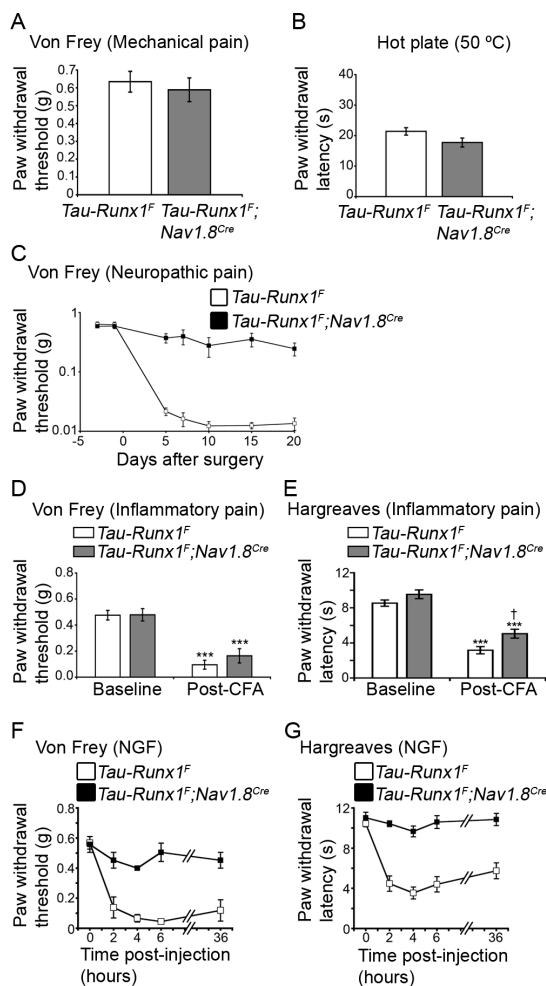 A
Von Frey (Mechanical pain)
Paw withdrawal
threshold (g)
0.7
0.6
0.5
0.4
0.3
0.2
0.1
0
Tau-Runx1F
Tau-Runx1F;
Nav1.8Cre
B
Hot plate (50 ºC)
Paw withdrawal
latency (s)
40
30
20
10
0
Tau-Runx1F
Tau-Runx1F;
Nav1.8Cre
C
Von Frey (Neuropathic pain)
Tau-Runx1F
Tau-Runx1F;Nav1.8Cre
Paw withdrawal
threshold (g)
1
0.1
0.01
-5 0 5 10 15 20
Days after surgery
D
Von Frey (Inflammatory pain)
Tau-Runx1F
Tau-Runx1F;Nav1.8Cre
Paw withdrawal
threshold (g)
0.8
0.6
0.4
0.2
0.0
*** ***
Baseline Post-CFA
E
Hargreaves (Inflammatory pain)
Tau-Runx1F
Tau-Runx1F;Nav1.8Cre
Paw withdrawal
latency (s)
12
8
4
0
†
*** ***
Baseline Post-CFA
F
Von Frey (NGF)
Tau-Runx1F
Tau-Runx1F;Nav1.8Cre
Paw withdrawal
threshold (g)
0.8
0.6
0.4
0.2
0
0 2 4 6 36
Time post-injection
(hours)
G
Hargreaves (NGF)
Tau-Runx1F
Tau-Runx1F;Nav1.8Cre
Paw withdrawal
latency (s)
12
8
4
0
0 2 4 6 36
Time post-injection
(hours)